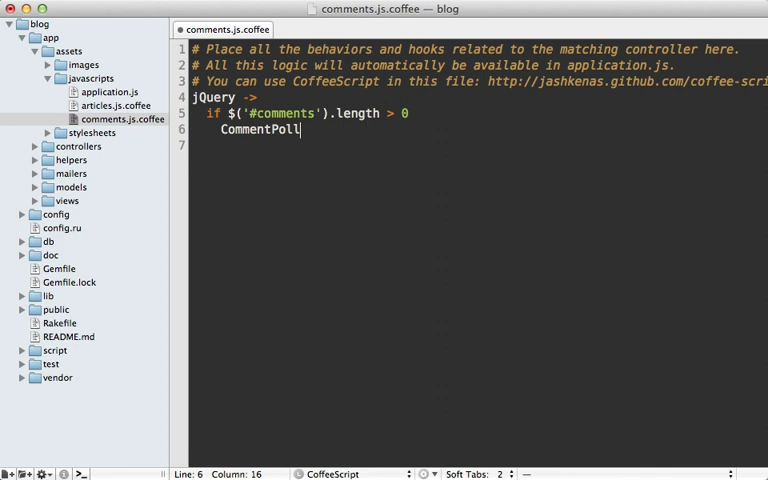 comments.js.coffee — blog
blog
app
assets
images
javascripts
application.js
articles.js.coffee
comments.js.coffee
stylesheets
controllers
helpers
mailers
models
views
config
config.ru
db
doc
Gemfile
Gemfile.lock
lib
public
Rakefile
README.md
script
test
vendor
comments.js.coffee
1 # Place all the behaviors and hooks related to the matching controller here.
2 # All this logic will automatically be available in application.js.
3 # You can use CoffeeScript in this file: http://jashkenas.github.com/coffee-scri
4 jQuery ->
5 if $('#comments').length > 0
6 CommentPoll
7
Line: 6 Column: 16 CoffeeScript Soft Tabs: 2 —